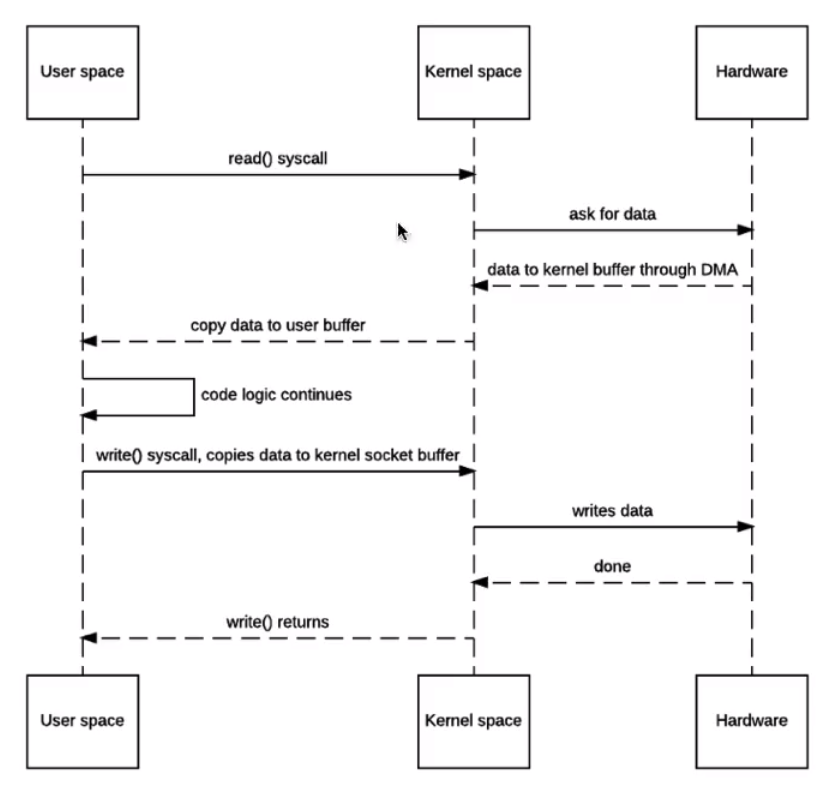 User space
Kernel space
Hardware
read() syscall
ask for data
data to kernel buffer through DMA
copy data to user buffer
code logic continues
write() syscall, copies data to kernel socket buffer
writes data
done
write() returns
User space
Kernel space
Hardware